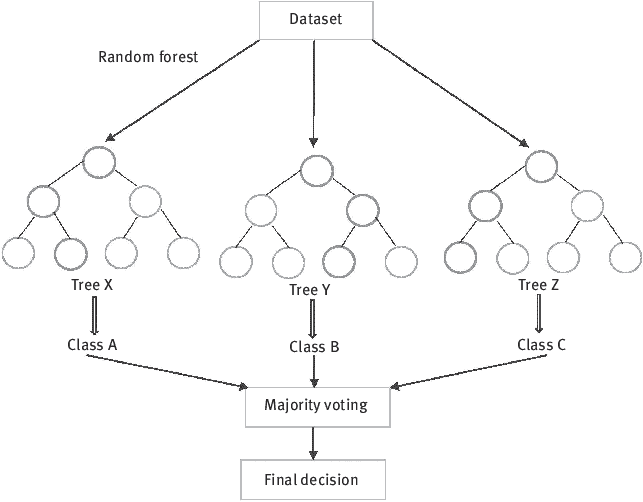 Dataset
Random forest
Tree X
Tree Y
Tree Z
Class A
Class B
Class C
Majority voting
Final decision